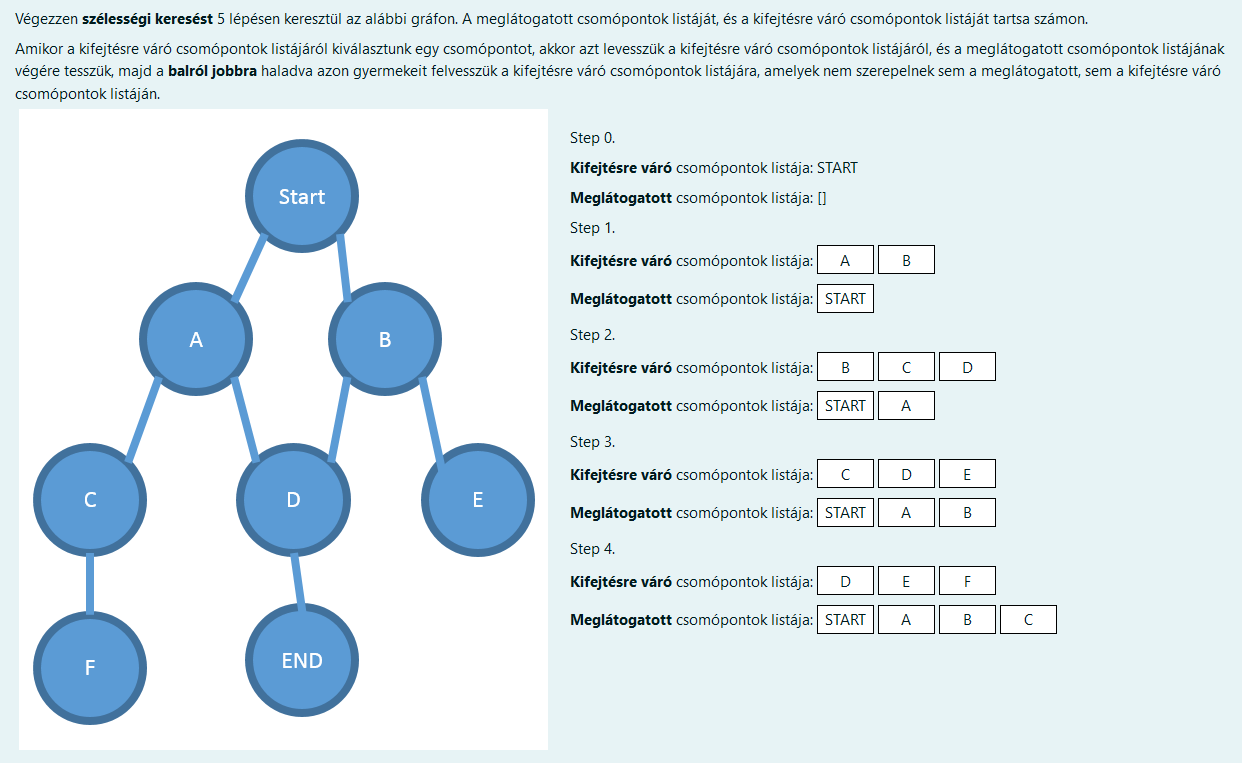 Végezzen szélességi keresést 5 lépésen keresztül az alábbi gráfon. A meglátogatott csomópontok listáját, és a kifejtésre váró csomópontok listáját tartsa számon.
Amikor a kifejtésre váró csomópontok listájáról kiválasztunk egy csomópontot, akkor azt levesszük a kifejtésre váró csomópontok listájáról, és a meglátogatott csomópontok listájának
végére tesszük, majd a balról jobbra haladva azon gyermekeit felvesszük a kifejtésre váró csomópontok listájára, amelyek nem szerepelnek sem a meglátogatott, sem a kifejtésre váró
csomópontok listáján.
Start
A B
C D E
F END
Step 0.
Kifejtésre váró csomópontok listája: START
Meglátogatott csomópontok listája: []
Step 1.
Kifejtésre váró csomópontok listája: A B
Meglátogatott csomópontok listája: START
Step 2.
Kifejtésre váró csomópontok listája: B C D
Meglátogatott csomópontok listája: START A
Step 3.
Kifejtésre váró csomópontok listája: C D E
Meglátogatott csomópontok listája: START A B
Step 4.
Kifejtésre váró csomópontok listája: D E F
Meglátogatott csomópontok listája: START A B C